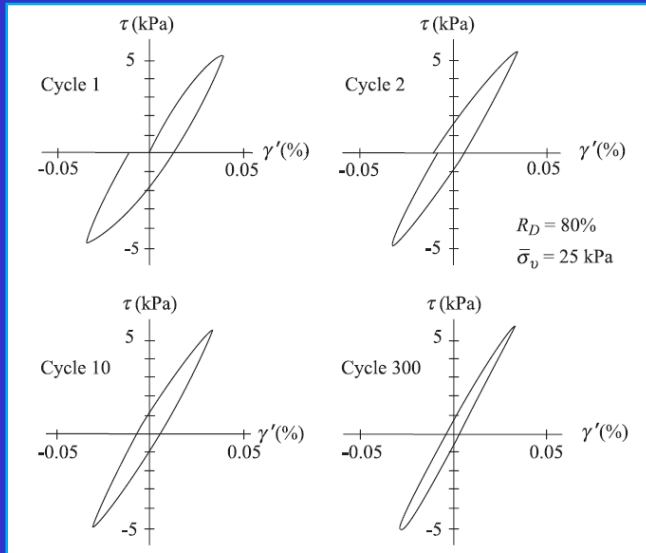 τ (kPa)
5
Cycle 1
γ′(%)
-0.05
0.05
-5
τ (kPa)
5
Cycle 2
γ′(%)
-0.05
0.05
-5
R_D = 80%
σ̅_v = 25 kPa
τ (kPa)
5
Cycle 10
γ′(%)
-0.05
0.05
-5
τ (kPa)
5
Cycle 300
γ′(%)
-0.05
0.05
-5